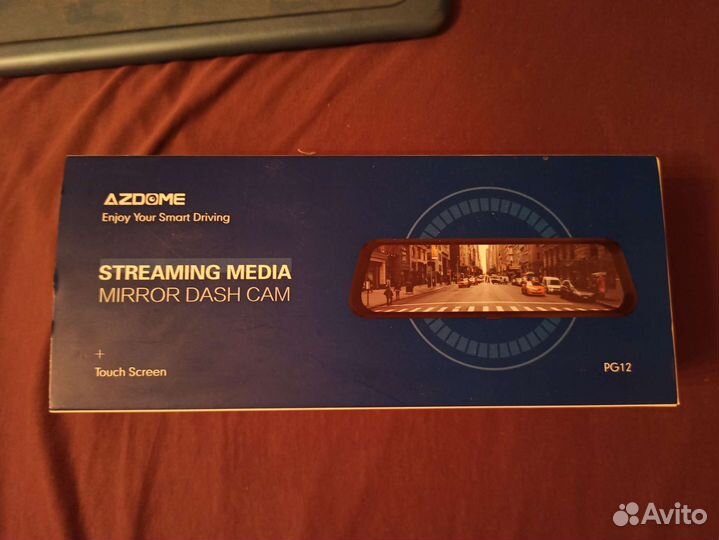 AZDOME
Enjoy Your Smart Driving
STREAMING MEDIA
MIRROR DASH CAM
+
Touch Screen
PG12
Avito